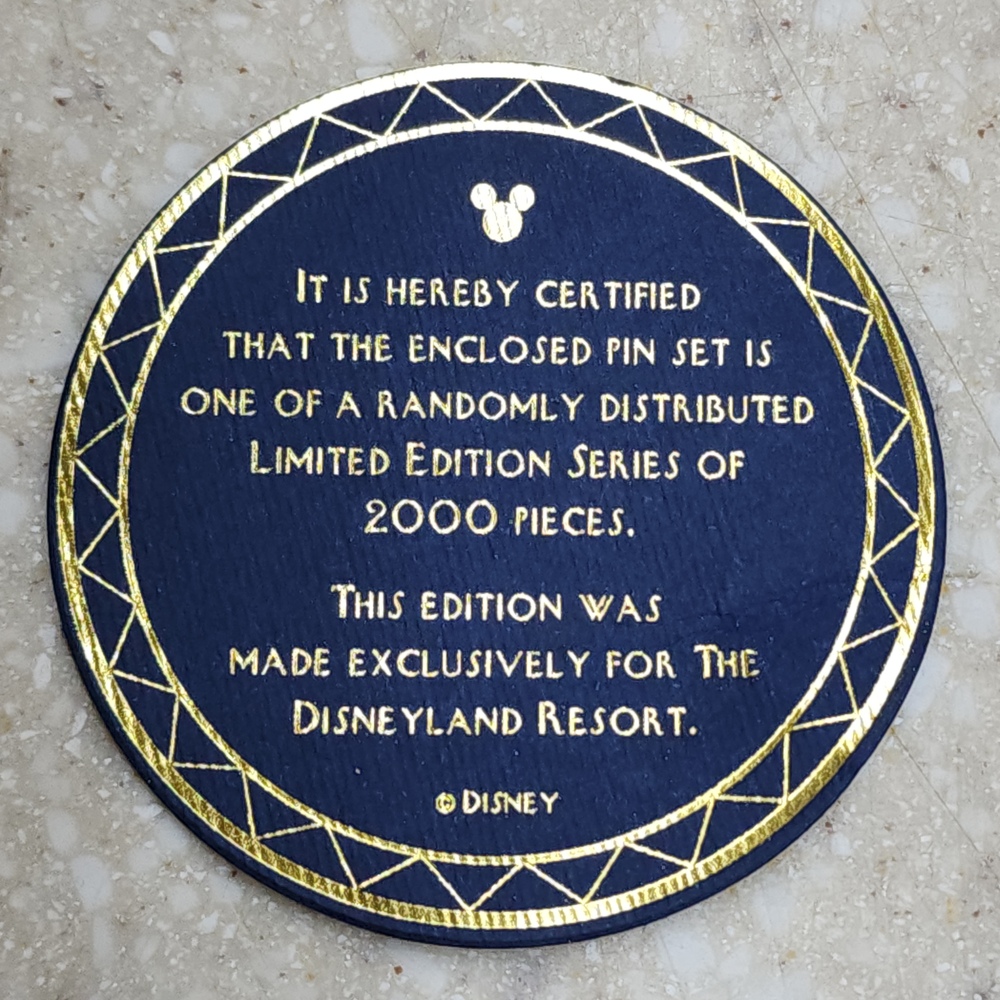 It is hereby certified
that the enclosed pin set is
one of a randomly distributed
Limited Edition Series of
2000 pieces.
This edition was
made exclusively for The
Disneyland Resort.
© Disney